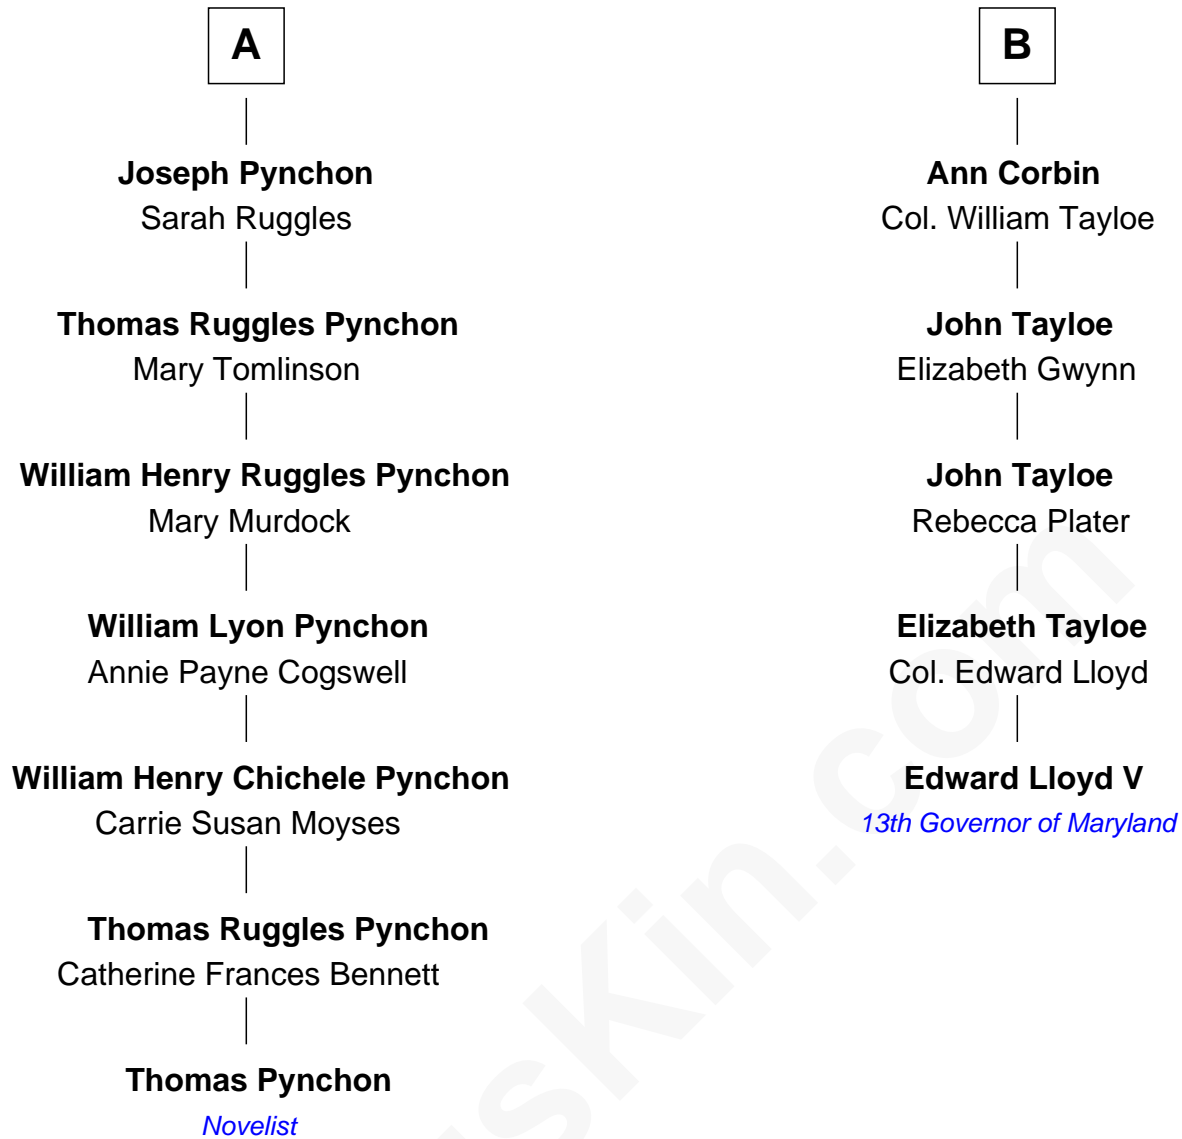 A
Joseph Pynchon
Sarah Ruggles
Thomas Ruggles Pynchon
Mary Tomlinson
William Henry Ruggles Pynchon
Mary Murdock
William Lyon Pynchon
Annie Payne Cogswell
William Henry Chichele Pynchon
Carrie Susan Moyses
Thomas Ruggles Pynchon
Catherine Frances Bennett
Thomas Pynchon
Novelist
B
Ann Corbin
Col. William Tayloe
John Tayloe
Elizabeth Gwynn
John Tayloe
Rebecca Plater
Elizabeth Tayloe
Col. Edward Lloyd
Edward Lloyd V
13th Governor of Maryland
sKin.com